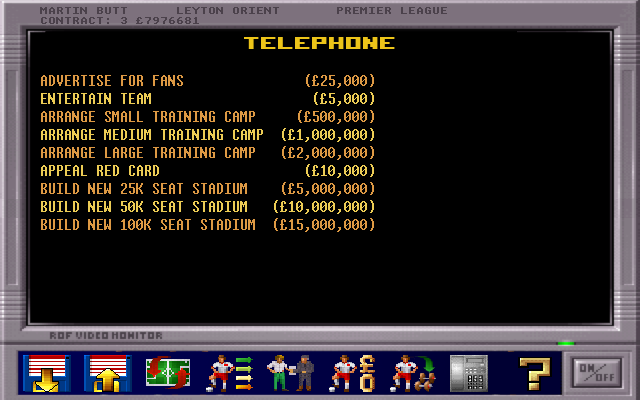 MARTIN BUTT LEYTON ORIENT PREMIER LEAGUE
CONTRACT: 3 £7976681
TELEPHONE
ADVERTISE FOR FANS (£25,000)
ENTERTAIN TEAM (£5,000)
ARRANGE SMALL TRAINING CAMP (£500,000)
ARRANGE MEDIUM TRAINING CAMP (£1,000,000)
ARRANGE LARGE TRAINING CAMP (£2,000,000)
APPEAL RED CARD (£10,000)
BUILD NEW 25K SEAT STADIUM (£5,000,000)
BUILD NEW 50K SEAT STADIUM (£10,000,000)
BUILD NEW 100K SEAT STADIUM (£15,000,000)
ROF VIDEO MONITOR
? ON/OFF